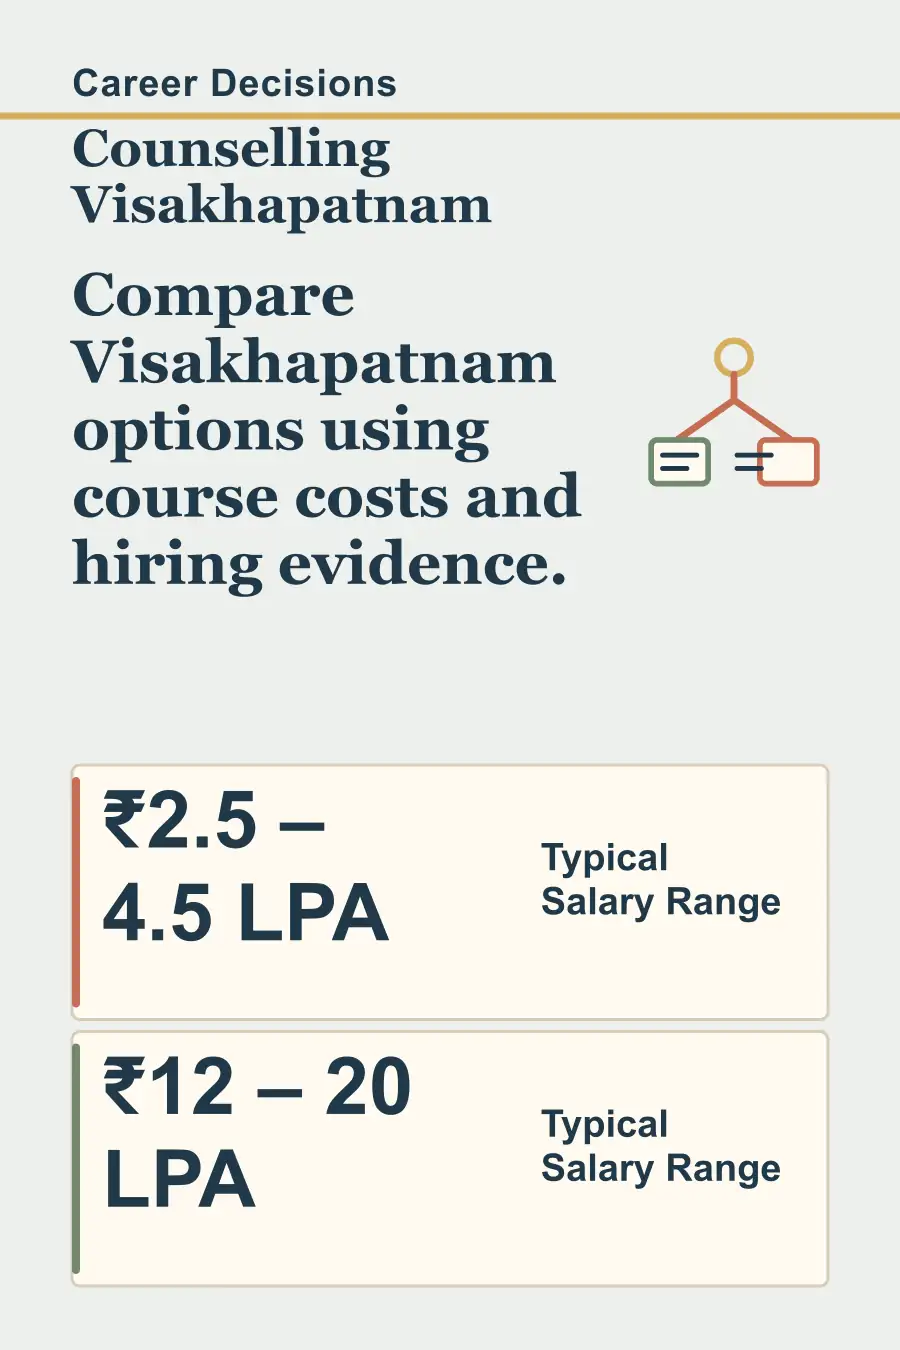 Career Decisions
Counselling
Visakhapatnam
Compare
Visakhapatnam
options using
course costs and
hiring evidence.
₹2.5 –
4.5 LPA
Typical
Salary Range
₹12 – 20
LPA
Typical
Salary Range